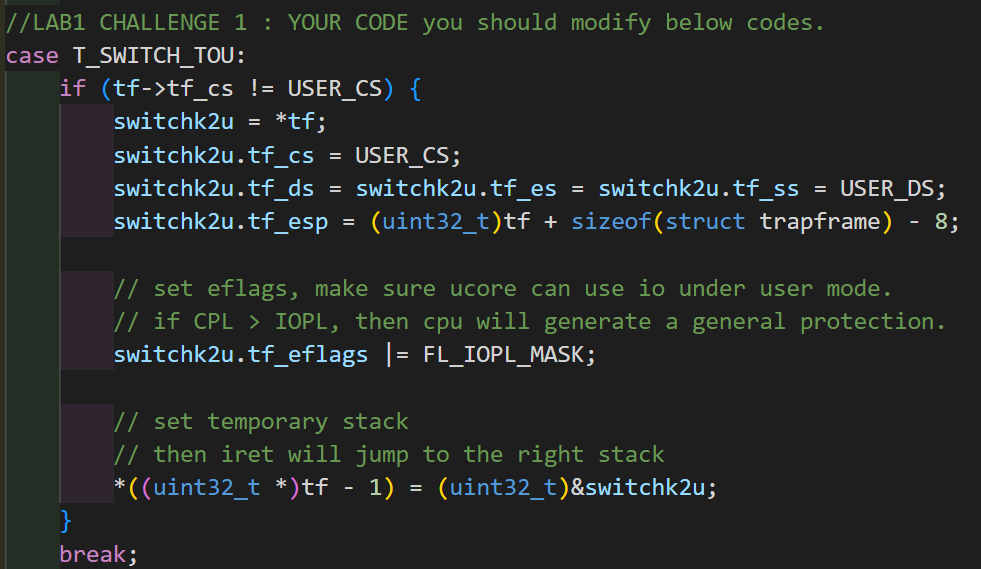 //LAB1 CHALLENGE 1 : YOUR CODE you should modify below codes.
case T_SWITCH_TOU:
    if (tf->tf_cs != USER_CS) {
        switchk2u = *tf;
        switchk2u.tf_cs = USER_CS;
        switchk2u.tf_ds = switchk2u.tf_es = switchk2u.tf_ss = USER_DS;
        switchk2u.tf_esp = (uint32_t)tf + sizeof(struct trapframe) - 8;

        // set eflags, make sure ucore can use io under user mode.
        // if CPL > IOPL, then cpu will generate a general protection.
        switchk2u.tf_eflags |= FL_IOPL_MASK;

        // set temporary stack
        // then iret will jump to the right stack
        *((uint32_t *)tf - 1) = (uint32_t)&switchk2u;
    }
    break;